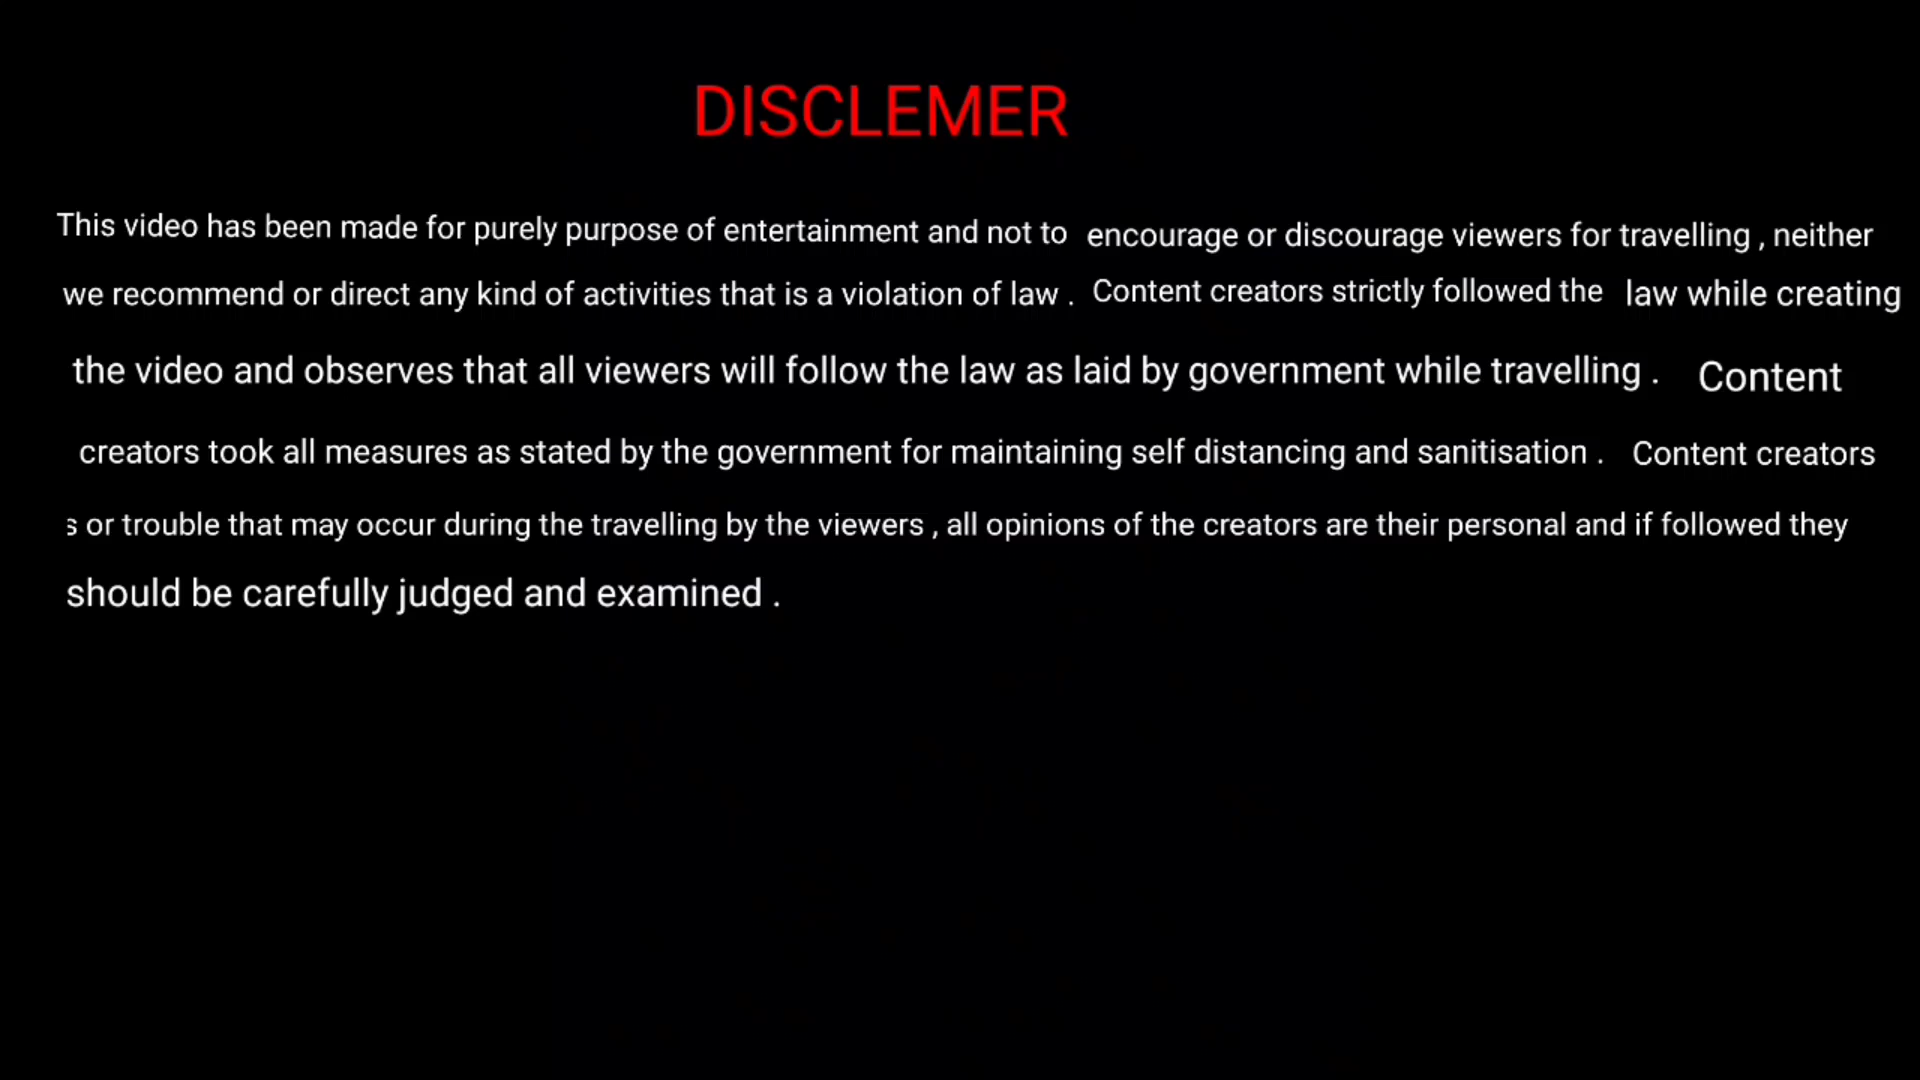 DISCLEMER
This video has been made for purely purpose of entertainment and not to encourage or discourage viewers for travelling , neither
we recommend or direct any kind of activities that is a violation of law . Content creators strictly followed the law while creating
the video and observes that all viewers will follow the law as laid by government while travelling . Content
creators took all measures as stated by the government for maintaining self distancing and sanitisation . Content creators
s or trouble that may occur during the travelling by the viewers , all opinions of the creators are their personal and if followed they
should be carefully judged and examined .